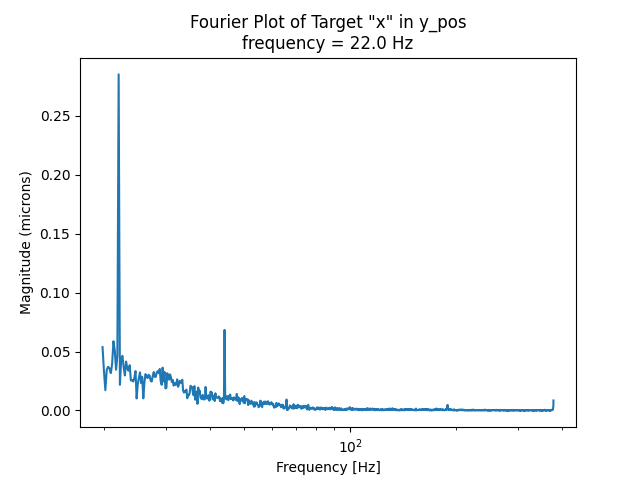 Fourier Plot of Target "x" in y_pos
frequency = 22.0 Hz
0.25
0.20
0.15
0.10
0.05
0.00
Magnitude (microns)
10²
Frequency [Hz]